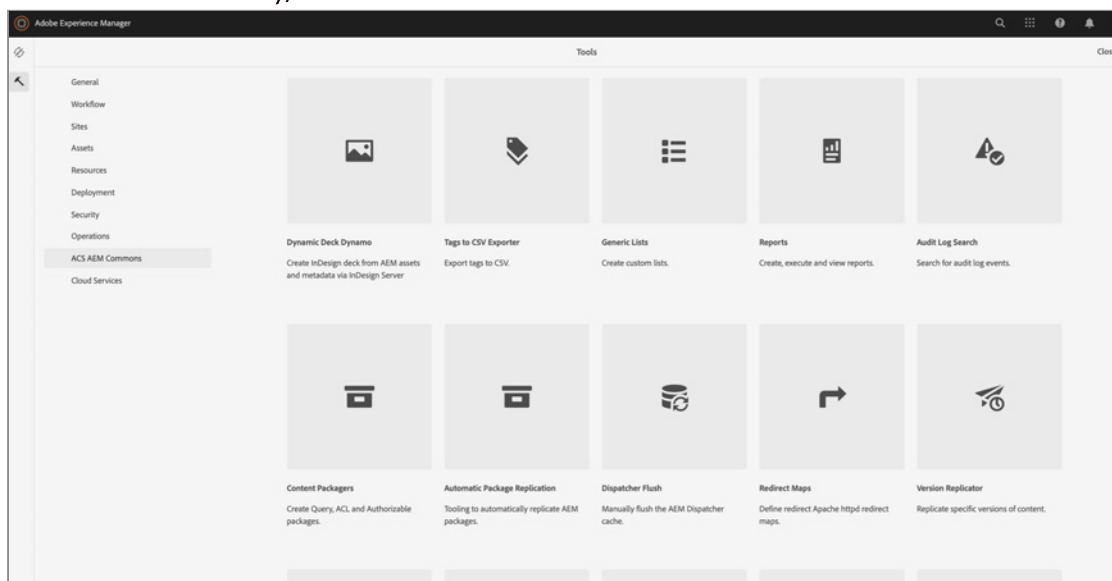 Adobe Experience Manager
Tools
General
Workflow
Sites
Assets
Resources
Deployment
Security
Operations
ACS AEM Commons
Cloud Services
Dynamic Deck Dynamo
Create InDesign deck from AEM assets
and metadata via InDesign Server
Tags to CSV Exporter
Export tags to CSV.
Generic Lists
Create custom lists.
Reports
Create, execute and view reports.
Audit Log Search
Search for audit log events.
Content Packagers
Create Query, ACL and Authorizable
packages.
Automatic Package Replication
Tooling to automatically replicate AEM
packages.
Dispatcher Flush
Manually flush the AEM Dispatcher
cache.
Redirect Maps
Define redirect Apache httpd redirect
maps.
Version Replicator
Replicate specific versions of content.